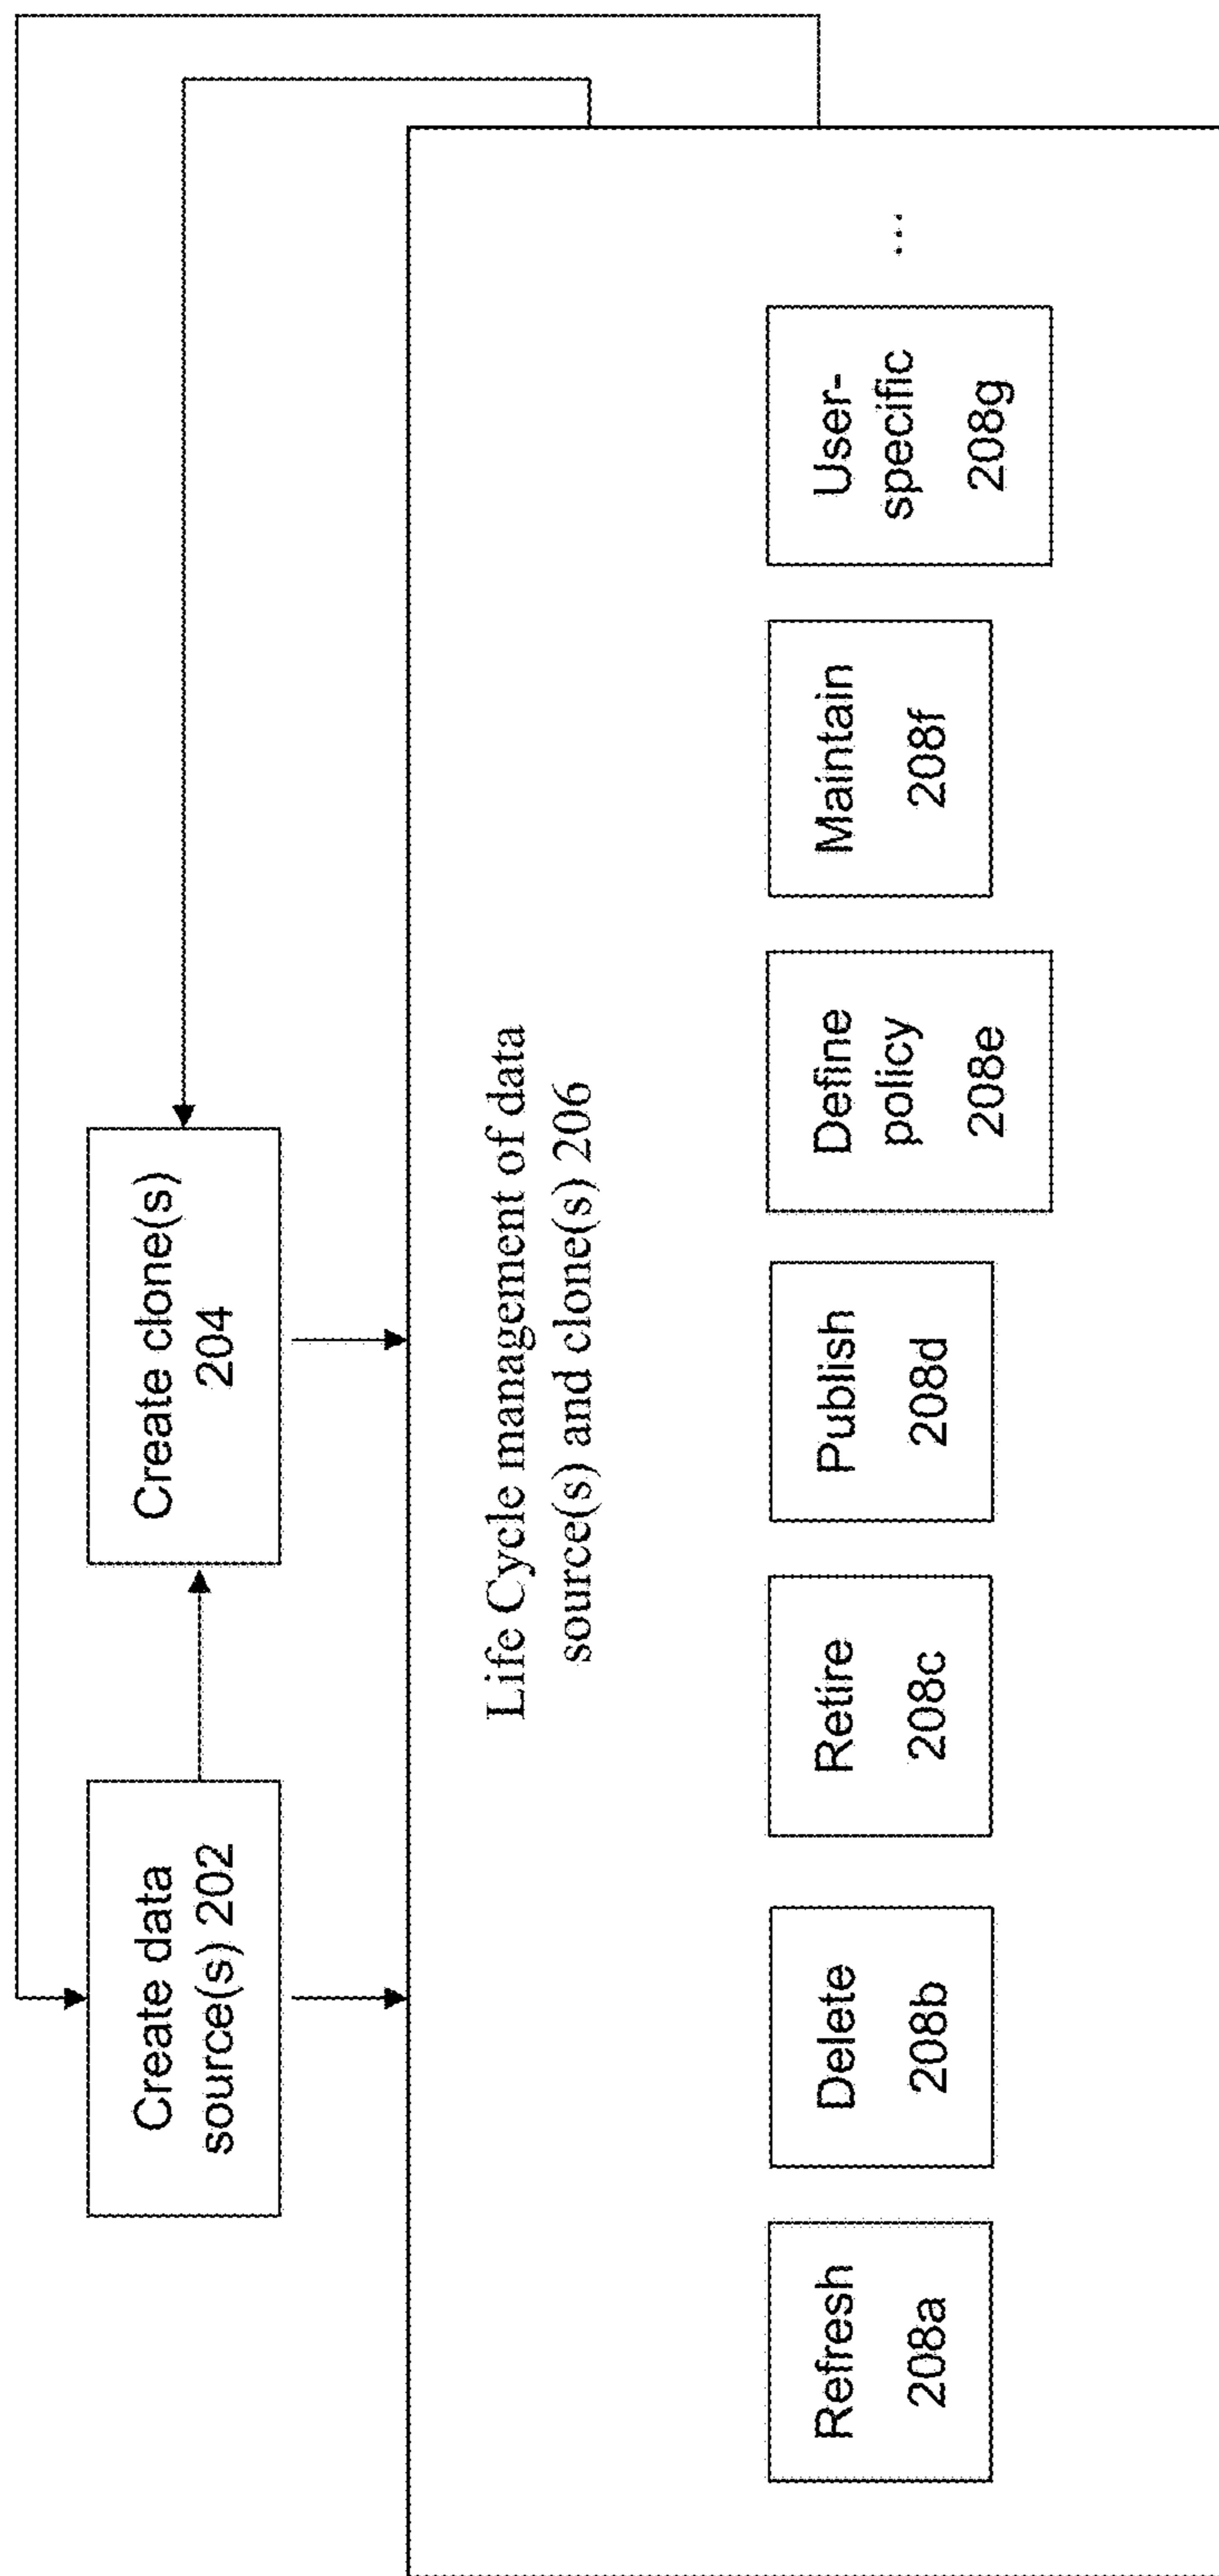 Create data
source(s) 202
Create clone(s)
204
Life Cycle management of data
source(s) and clone(s) 206
Refresh
208a
Delete
208b
Retire
208c
Publish
208d
Define
policy
208e
Maintain
208f
User-
specific
208g
...